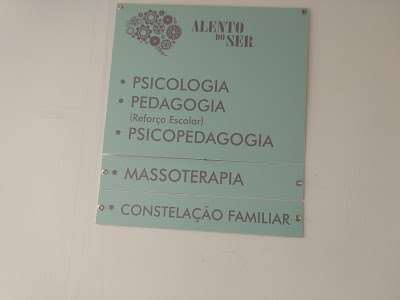 ALENTO
DO SER
• PSICOLOGIA
• PEDAGOGIA
(Reforço Escolar)
• PSICOPEDAGOGIA
• MASSOTERAPIA
• CONSTELAÇÃO FAMILIAR